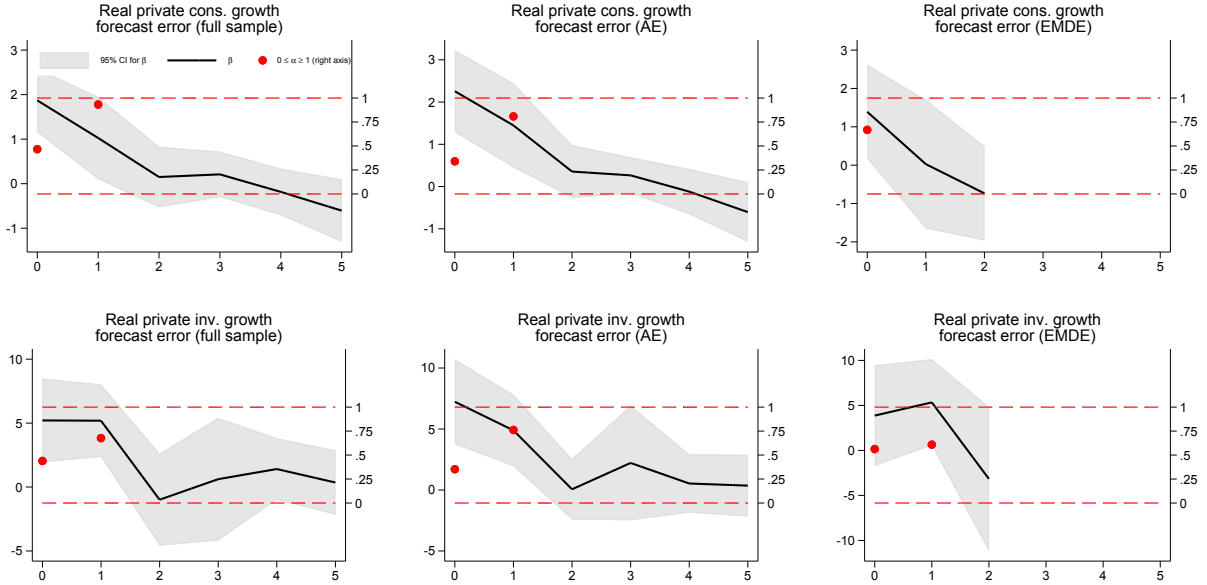 Real private cons. growth
forecast error (full sample)
3
2
1
0
-1
95% CI for β
β
0 ≤ α ≥ 1 (right axis)
1
.75
.5
.25
0
0 1 2 3 4 5
Real private cons. growth
forecast error (AE)
3
2
1
0
-1
1
.75
.5
.25
0
0 1 2 3 4 5
Real private cons. growth
forecast error (EMDE)
3
2
1
0
-1
-2
1
.75
.5
.25
0
0 1 2 3 4 5
Real private inv. growth
forecast error (full sample)
10
5
0
-5
1
.75
.5
.25
0
0 1 2 3 4 5
Real private inv. growth
forecast error (AE)
10
5
0
-5
1
.75
.5
.25
0
0 1 2 3 4 5
Real private inv. growth
forecast error (EMDE)
10
5
0
-5
-10
1
.75
.5
.25
0
0 1 2 3 4 5